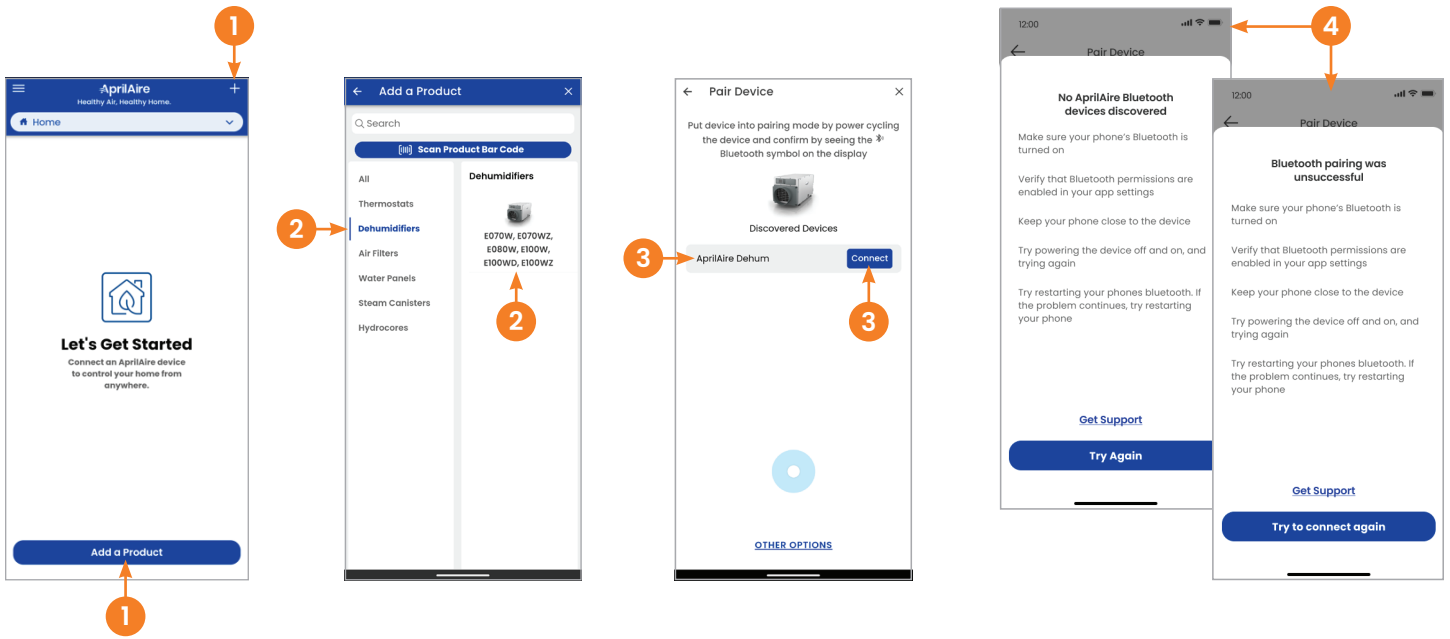 1
AprilAire
Healthy Air, Healthy Home.
Home
Let's Get Started
Connect an AprilAire device
to control your home from
anywhere.
Add a Product
1
Add a Product
Search
Scan Product Bar Code
All
Thermostats
Dehumidifiers
Air Filters
Water Panels
Steam Canisters
Hydrocores
Dehumidifiers
E070W, E070WZ,
E080W, E100W,
E100WD, E100WZ
2
2
Pair Device
Put device into pairing mode by power cycling
the device and confirm by seeing the
Bluetooth symbol on the display
Discovered Devices
3
AprilAire Dehum
Connect
3
OTHER OPTIONS
4
12:00
Pair Device
No AprilAire Bluetooth
devices discovered
Make sure your phone's Bluetooth is
turned on
Verify that Bluetooth permissions are
enabled in your app settings
Keep your phone close to the device
Try powering the device off and on, and
trying again
Try restarting your phones bluetooth. If
the problem continues, try restarting
your phone
Get Support
Try Again
12:00
Pair Device
Bluetooth pairing was
unsuccessful
Make sure your phone's Bluetooth is
turned on
Verify that Bluetooth permissions are
enabled in your app settings
Keep your phone close to the device
Try powering the device off and on, and
trying again
Try restarting your phones bluetooth. If
the problem continues, try restarting
your phone
Get Support
Try to connect again